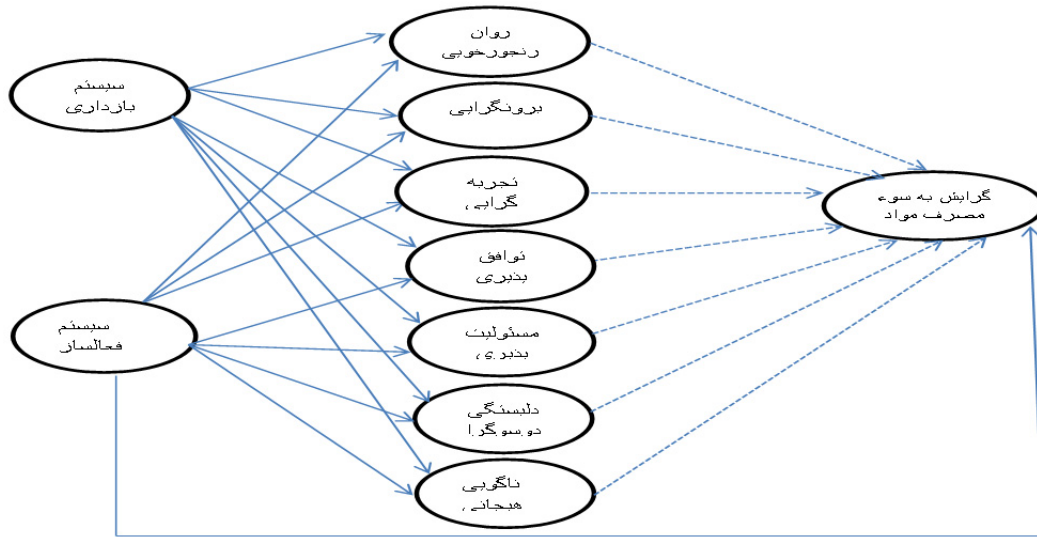 روان
رنجورخویی
سیستم
بازداری
برونگرایی
تجربه
گرایی
گرایش به سوء
مصرف مواد
توافق
پذیری
سیستم
فعالساز
مسئولیت
پذیری
دلبستگی
دوسوگرا
ناگویی
هیجانی